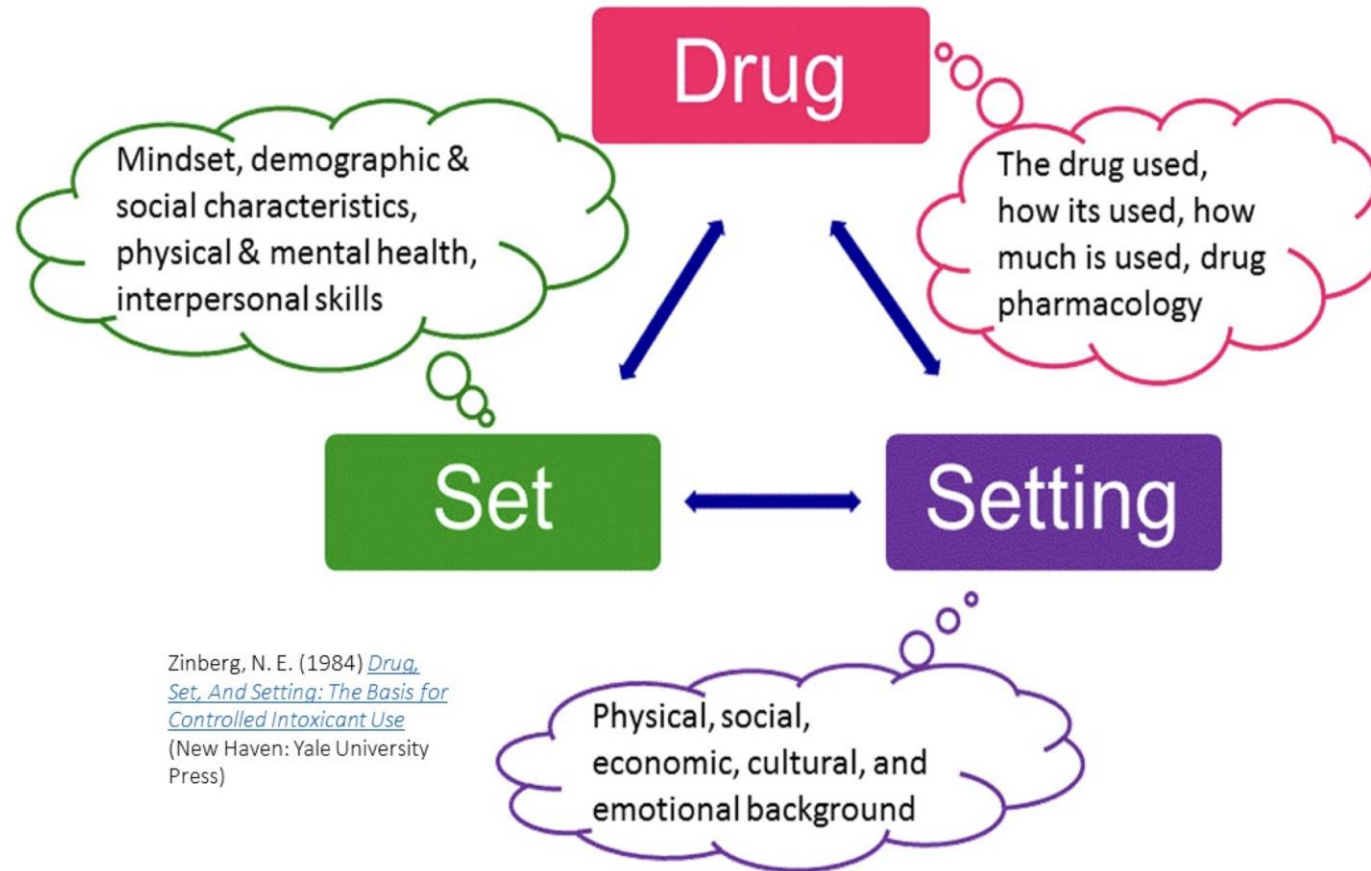 Drug
Mindset, demographic &
social characteristics,
physical & mental health,
interpersonal skills
The drug used,
how its used, how
much is used, drug
pharmacology
Set
Setting
Zinberg, N. E. (1984) Drug,
Set, And Setting: The Basis for
Controlled Intoxicant Use
(New Haven: Yale University
Press)
Physical, social,
economic, cultural, and
emotional background